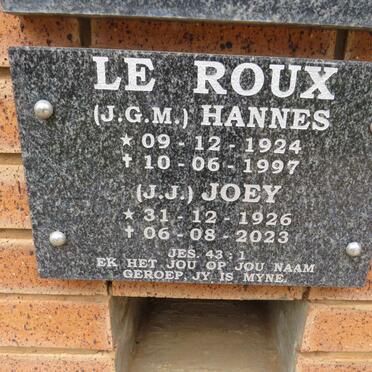 LE ROUX
(J.G.M.) HANNES
★ 09 - 12 - 1924
✝ 10 - 06 - 1997
(J.J.) JOEY
★ 31 - 12 - 1926
✝ 06 - 08 - 2023
JES. 43 : 1
EK HET JOU OP JOU NAAM
GEROEP, JY IS MYNE.